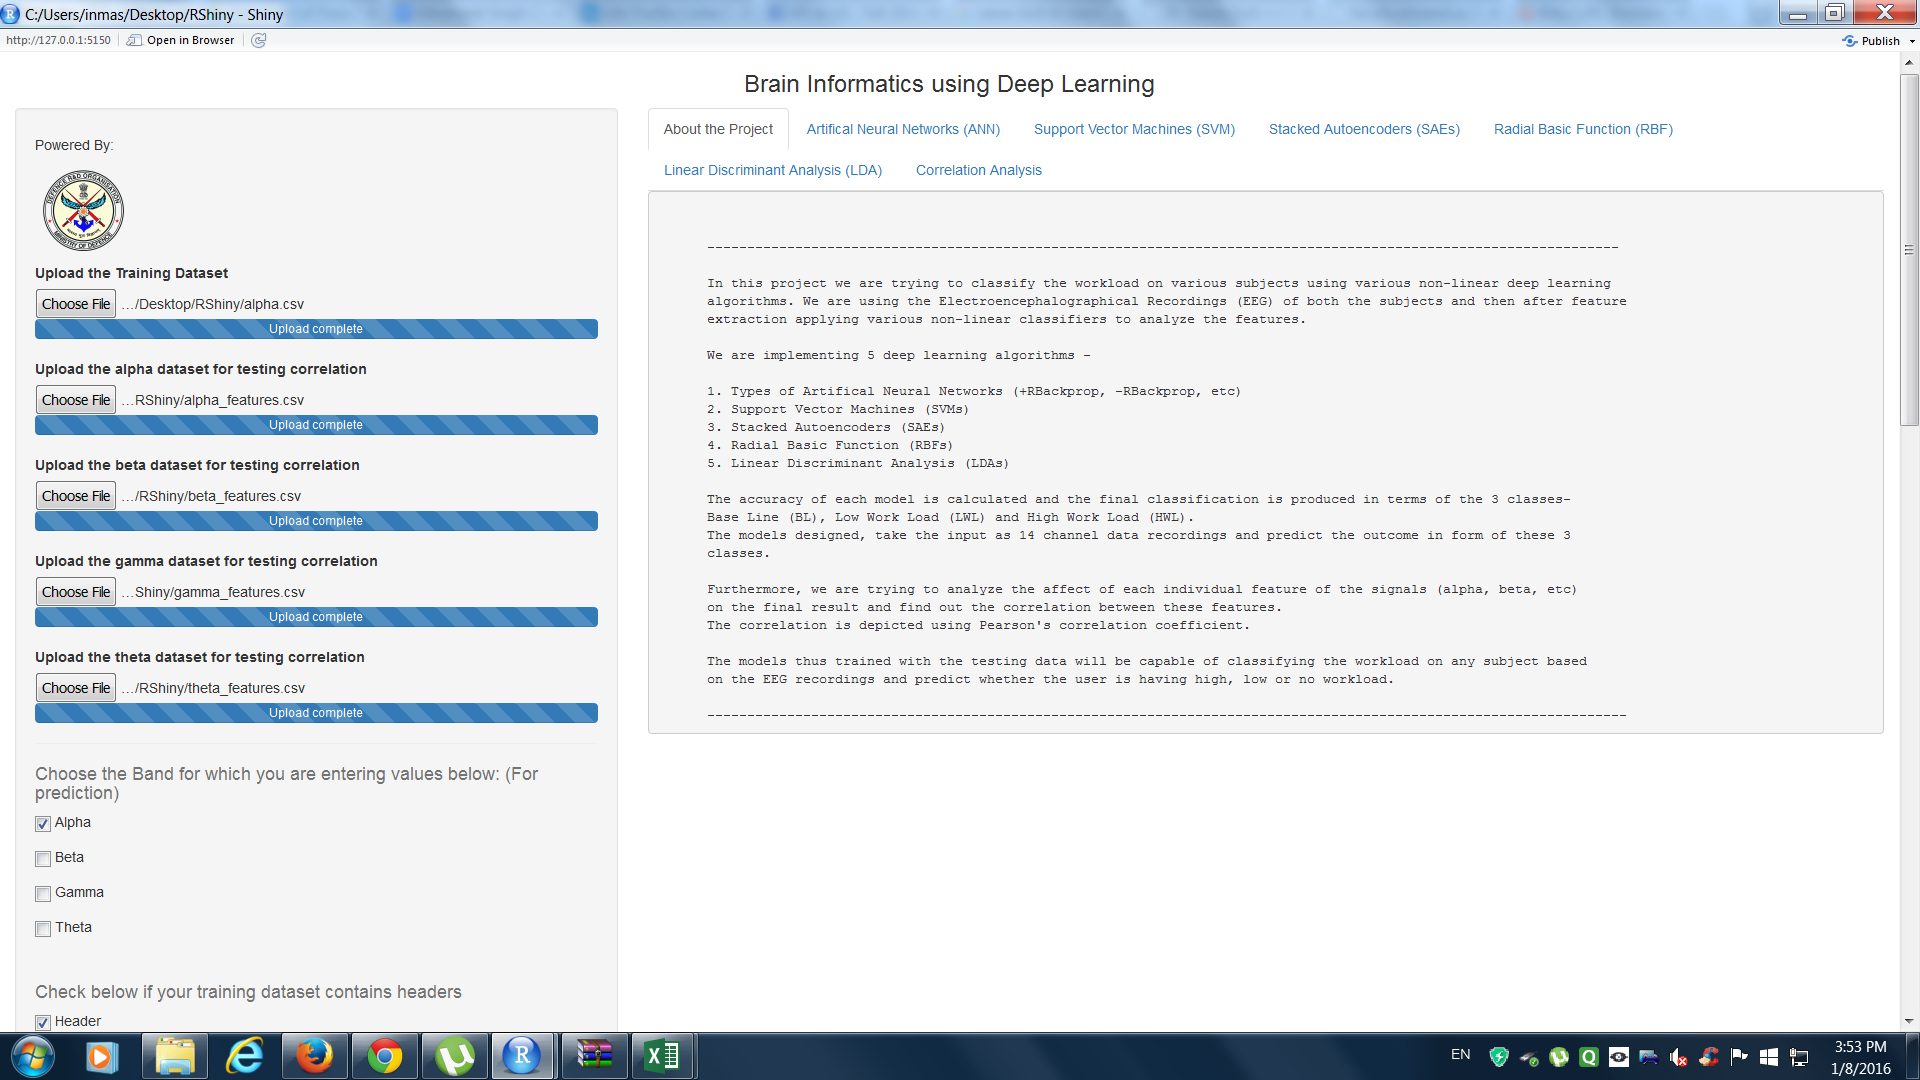 C:/Users/inmas/Desktop/RShiny - Shiny
http://127.0.0.1:5150
Open in Browser
Publish
Brain Informatics using Deep Learning
Powered By:
DEFENCE R&D ORGANISATION
MINISTRY OF DEFENCE
Upload the Training Dataset
Choose File …/Desktop/RShiny/alpha.csv
Upload complete
Upload the alpha dataset for testing correlation
Choose File …RShiny/alpha_features.csv
Upload complete
Upload the beta dataset for testing correlation
Choose File …/RShiny/beta_features.csv
Upload complete
Upload the gamma dataset for testing correlation
Choose File …Shiny/gamma_features.csv
Upload complete
Upload the theta dataset for testing correlation
Choose File …/RShiny/theta_features.csv
Upload complete
Choose the Band for which you are entering values below: (For
prediction)
Alpha
Beta
Gamma
Theta
Check below if your training dataset contains headers
Header
About the Project Artifical Neural Networks (ANN) Support Vector Machines (SVM) Stacked Autoencoders (SAEs) Radial Basic Function (RBF)
Linear Discriminant Analysis (LDA) Correlation Analysis
In this project we are trying to classify the workload on various subjects using various non-linear deep learning
algorithms. We are using the Electroencephalographical Recordings (EEG) of both the subjects and then after feature
extraction applying various non-linear classifiers to analyze the features.
We are implementing 5 deep learning algorithms -
1. Types of Artifical Neural Networks (+RBackprop, -RBackprop, etc)
2. Support Vector Machines (SVMs)
3. Stacked Autoencoders (SAEs)
4. Radial Basic Function (RBFs)
5. Linear Discriminant Analysis (LDAs)
The accuracy of each model is calculated and the final classification is produced in terms of the 3 classes-
Base Line (BL), Low Work Load (LWL) and High Work Load (HWL).
The models designed, take the input as 14 channel data recordings and predict the outcome in form of these 3
classes.
Furthermore, we are trying to analyze the affect of each individual feature of the signals (alpha, beta, etc)
on the final result and find out the correlation between these features.
The correlation is depicted using Pearson's correlation coefficient.
The models thus trained with the testing data will be capable of classifying the workload on any subject based
on the EEG recordings and predict whether the user is having high, low or no workload.
EN
3:53 PM
1/8/2016